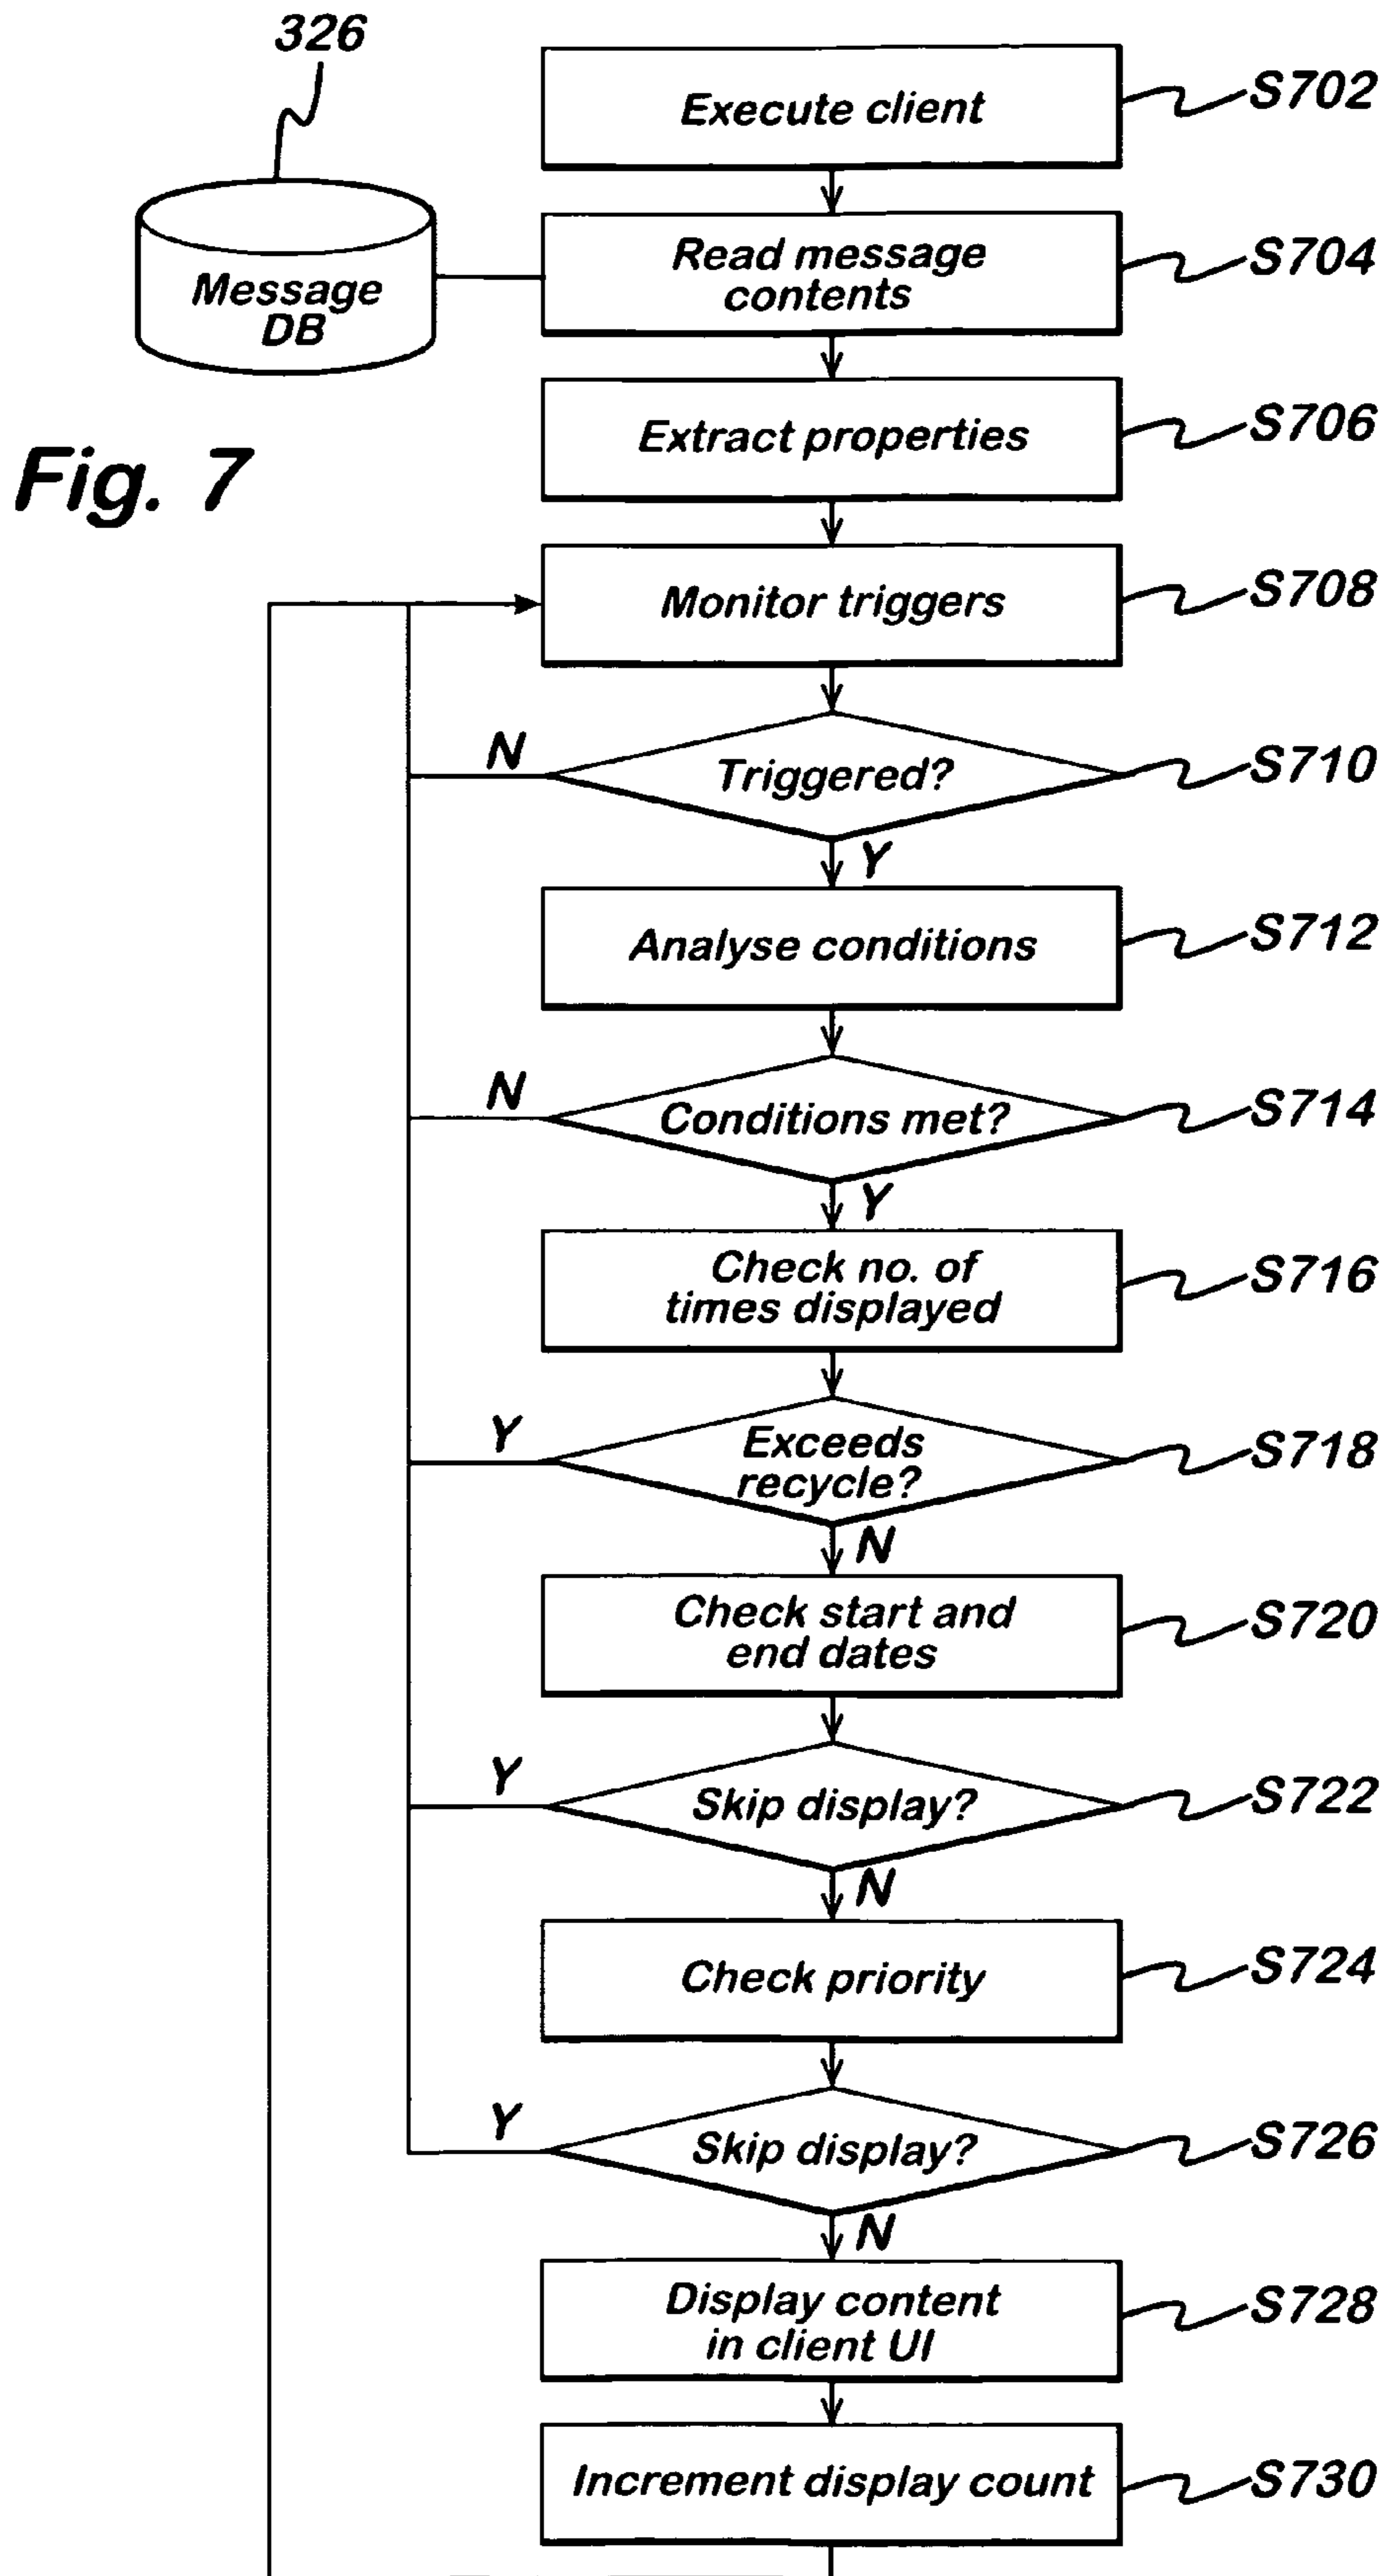 326
Execute client
S702
Message
DB
Read message
contents
S704
Fig. 7
Extract properties
S706
Monitor triggers
S708
N
Triggered?
S710
Y
Analyse conditions
S712
N
Conditions met?
S714
Y
Check no. of
times displayed
S716
Y
Exceeds
recycle?
S718
N
Check start and
end dates
S720
Y
Skip display?
S722
N
Check priority
S724
Y
Skip display?
S726
N
Display content
in client UI
S728
Increment display count
S730